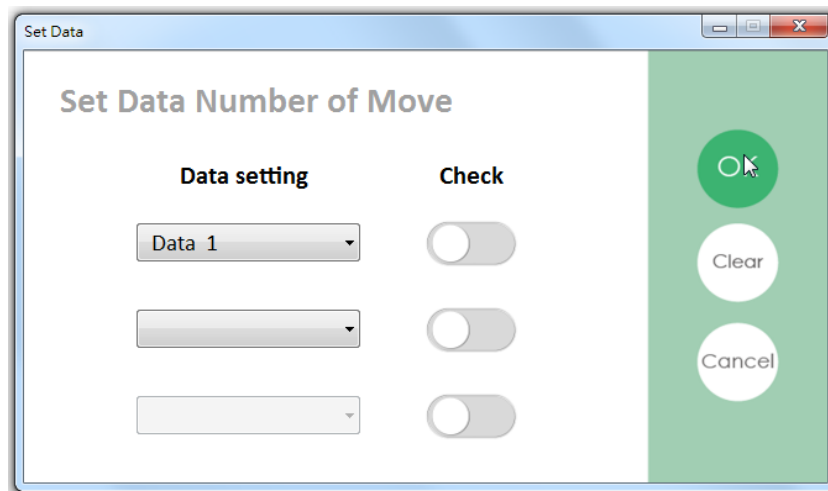 Set Data
Set Data Number of Move
Data setting
Check
Data 1
OK
Clear
Cancel